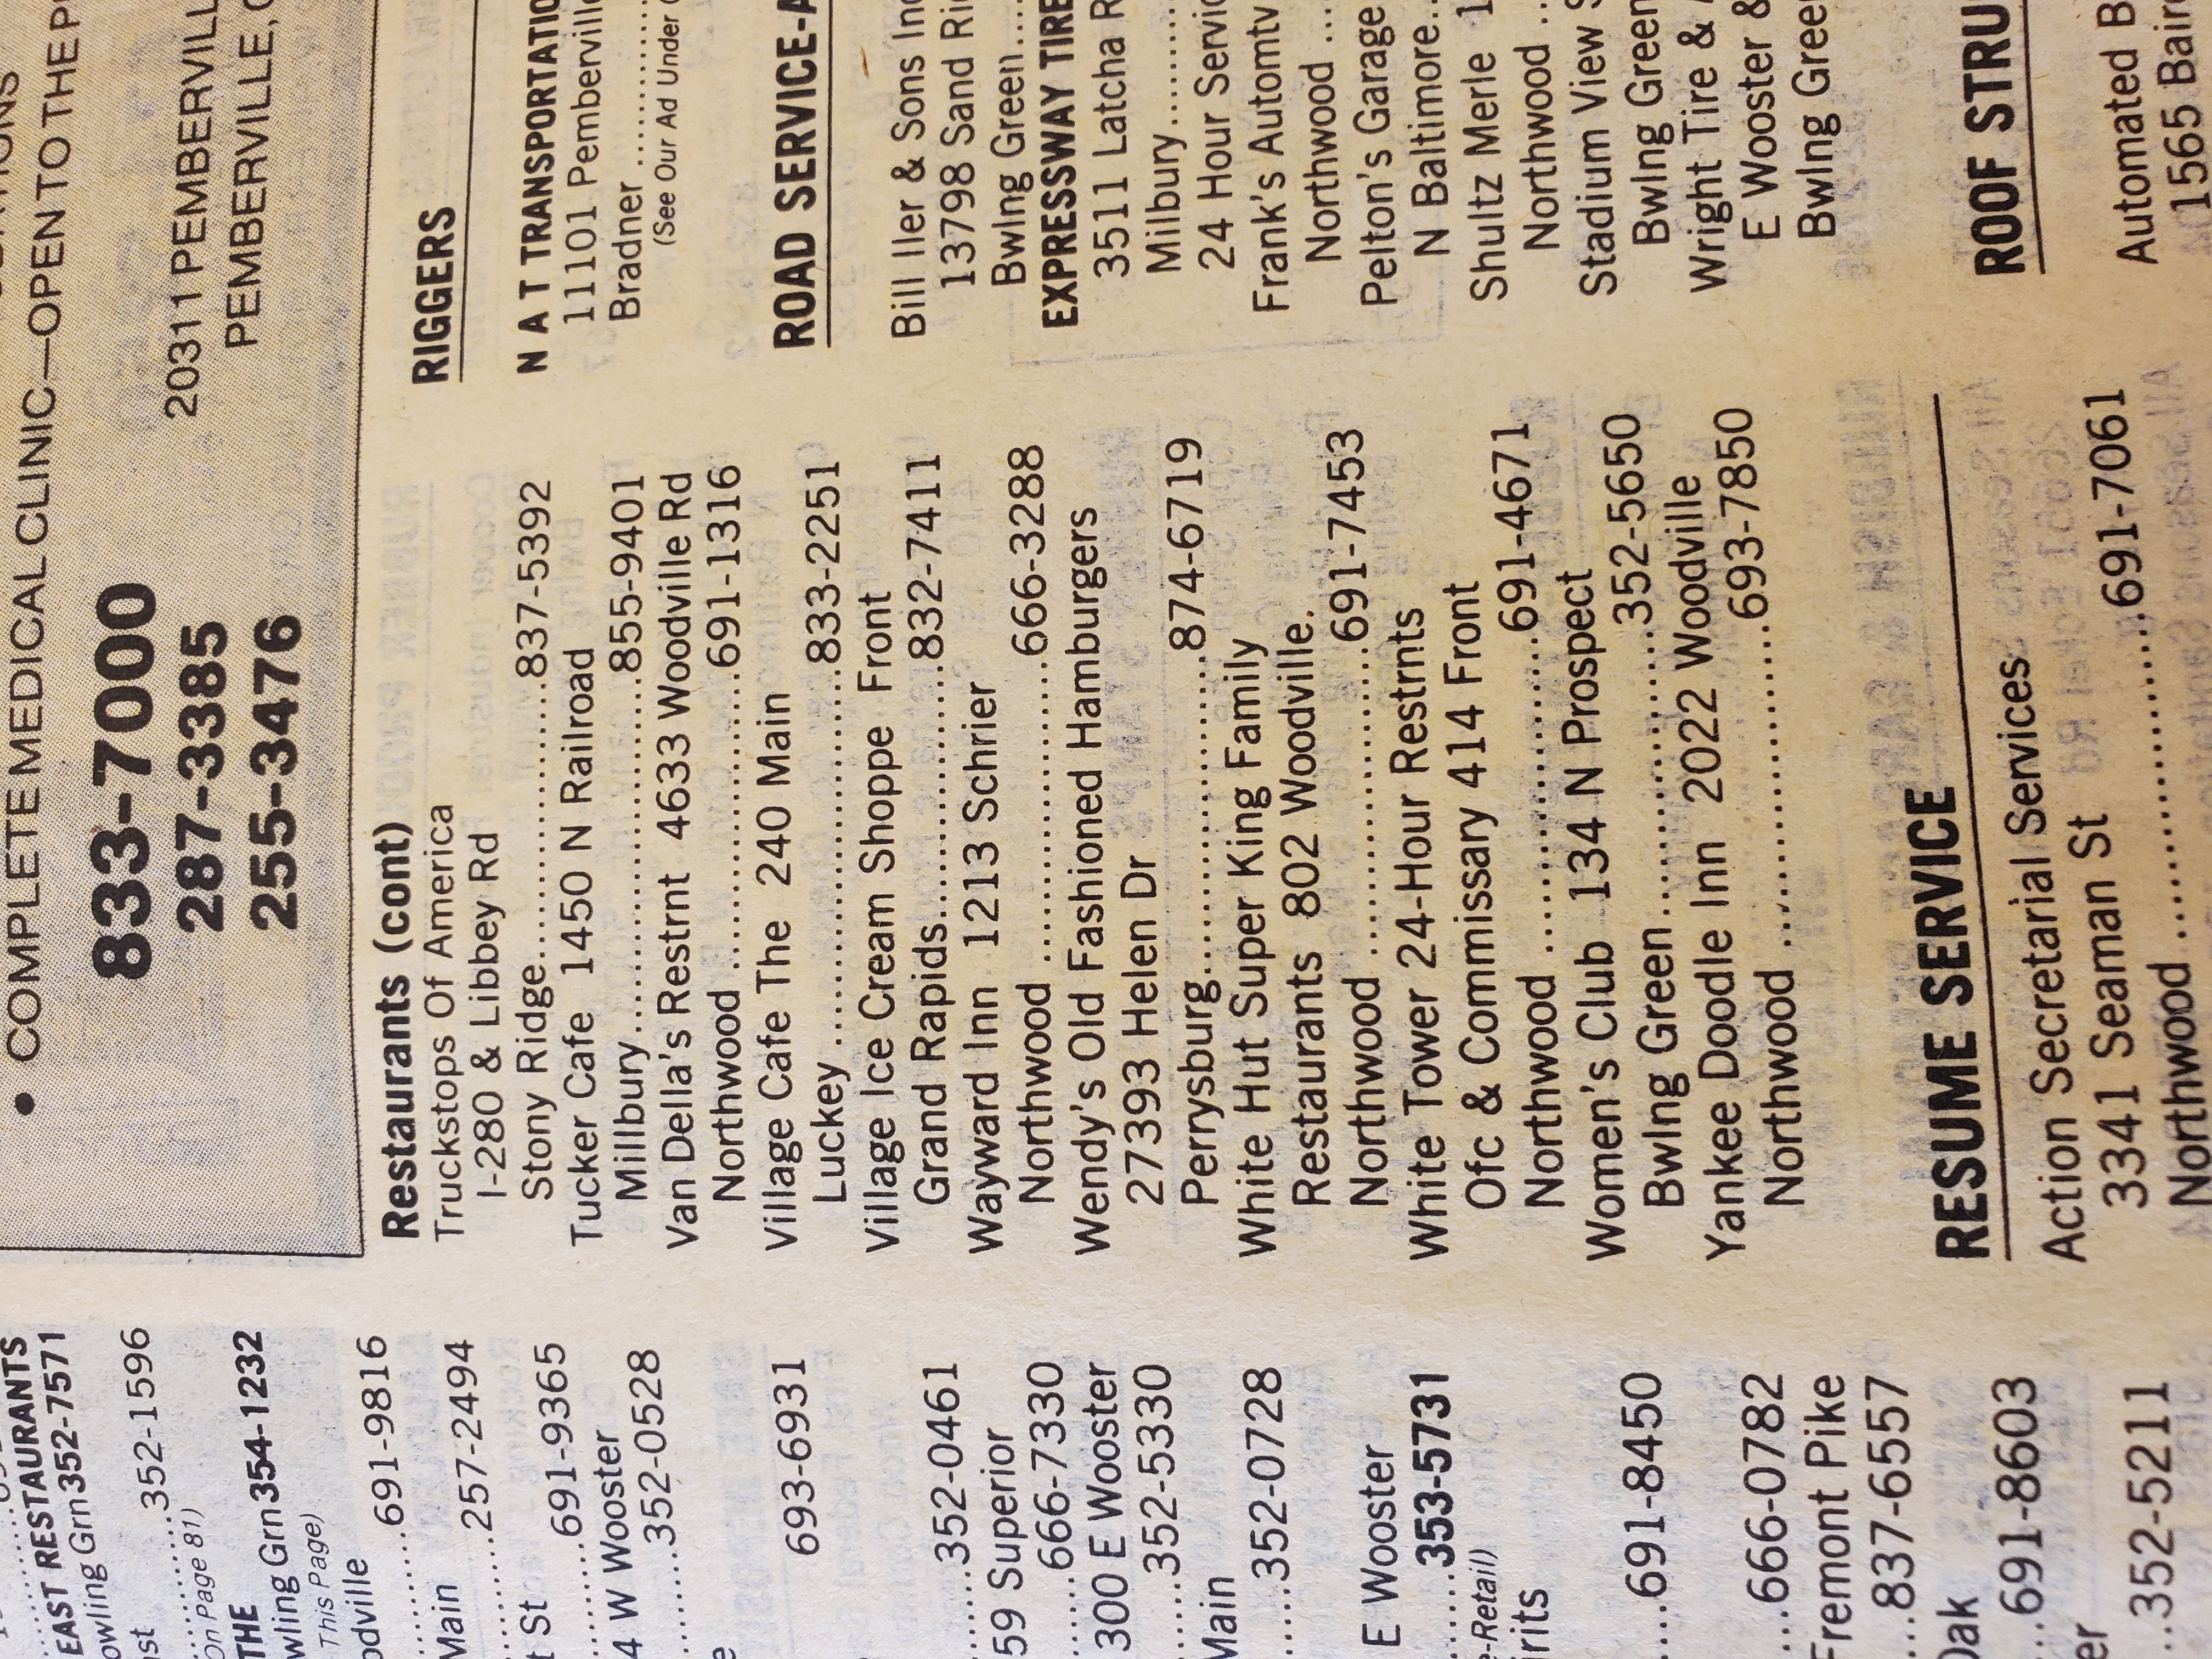 • COMPLETE MEDICAL CLINIC—OPEN TO THE
833-7000
287-3385
255-3476
20311
PEMBERVILLE,
EAST RESTAURANTS
Grn 352-7571
352-1596
On Page 81)
THE
Grn 354-1232
This Page)
691-9816
Main 257-2494
St 691-9365
4 W Wooster
352-0528
693-6931
352-0461
59 Superior
666-7330
300 E Wooster
352-5330
Main
352-0728
E Wooster
353-5731
-Retail)
691-8450
666-0782
Fremont Pike
837-6557
Oak
691-8603
352-5211
Restaurants (cont)
Truckstops Of America
I-280 & Libbey Rd
Stony Ridge..........837-5392
Tucker Cafe 1450 N Railroad
Millbury..........855-9401
Van Della's Restrnt 4633 Woodville Rd
Northwood ..........691-1316
Village Cafe The 240 Main
Luckey ..........833-2251
Village Ice Cream Shoppe Front
Grand Rapids..........832-7411
Wayward Inn 1213 Schrier
Northwood ..........666-3288
Wendy's Old Fashioned Hamburgers
27393 Helen Dr
Perrysburg..........874-6719
White Hut Super King Family
Restaurants 802 Woodville.
Northwood ..........691-7453
White Tower 24-Hour Restrnts
Ofc & Commissary 414 Front
Northwood ..........691-4671
Women's Club 134 N Prospect
Bwlng Green..........352-5650
Yankee Doodle Inn 2022 Woodville
Northwood ..........693-7850
RESUME SERVICE
Action Secretarial Services
3341 Seaman St
Northwood ..........691-7061
RIGGERS
N A T TRANSPORTATIO
11101 Pemberville
Bradner ..........
(See Our Ad Under
ROAD SERVICE-A
Bill Iler & Sons Inc
13798 Sand
Bwlng Green....
EXPRESSWAY TIRE
3511 Latcha R
Milbury........
24 Hour
Frank's Automtv
Northwood ...
Pelton's Garage
N Baltimore..
Shultz Merle 1
Northwood ..
Stadium View
Bwlng Green
Wright Tire &
E Wooster &
Bwlng Green
ROOF STRU
Automated B
1565